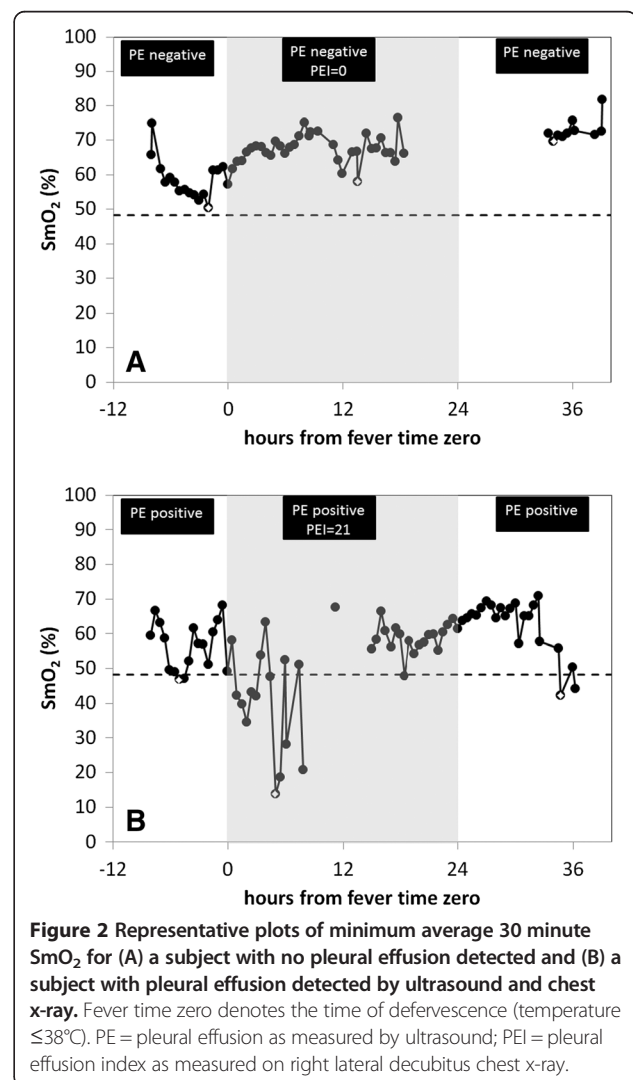 100
90
80
70
60
50
40
30
20
10
0
SmO2 (%)
PE negative
PE negative
PEI=0
PE negative
A
-12 0 12 24 36
hours from fever time zero
100
90
80
70
60
50
40
30
20
10
0
SmO2 (%)
PE positive
PE positive
PEI=21
PE positive
B
-12 0 12 24 36
hours from fever time zero
Figure 2 Representative plots of minimum average 30 minute
SmO2 for (A) a subject with no pleural effusion detected and (B) a
subject with pleural effusion detected by ultrasound and chest
x-ray. Fever time zero denotes the time of defervescence (temperature
≤38°C). PE = pleural effusion as measured by ultrasound; PEI = pleural
effusion index as measured on right lateral decubitus chest x-ray.